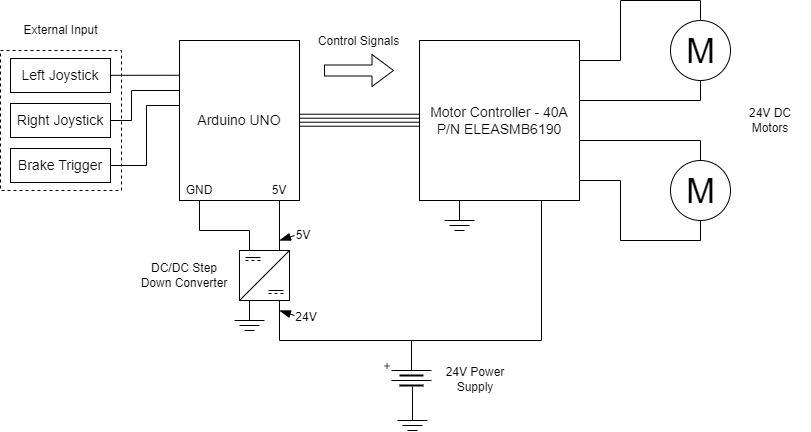 External Input
Control Signals
Left Joystick
Right Joystick
Brake Trigger
Arduino UNO
GND
5V
Motor Controller - 40A
P/N ELEASMB6190
M
M
24V DC
Motors
5V
DC/DC Step
Down Converter
24V
+
24V Power
Supply